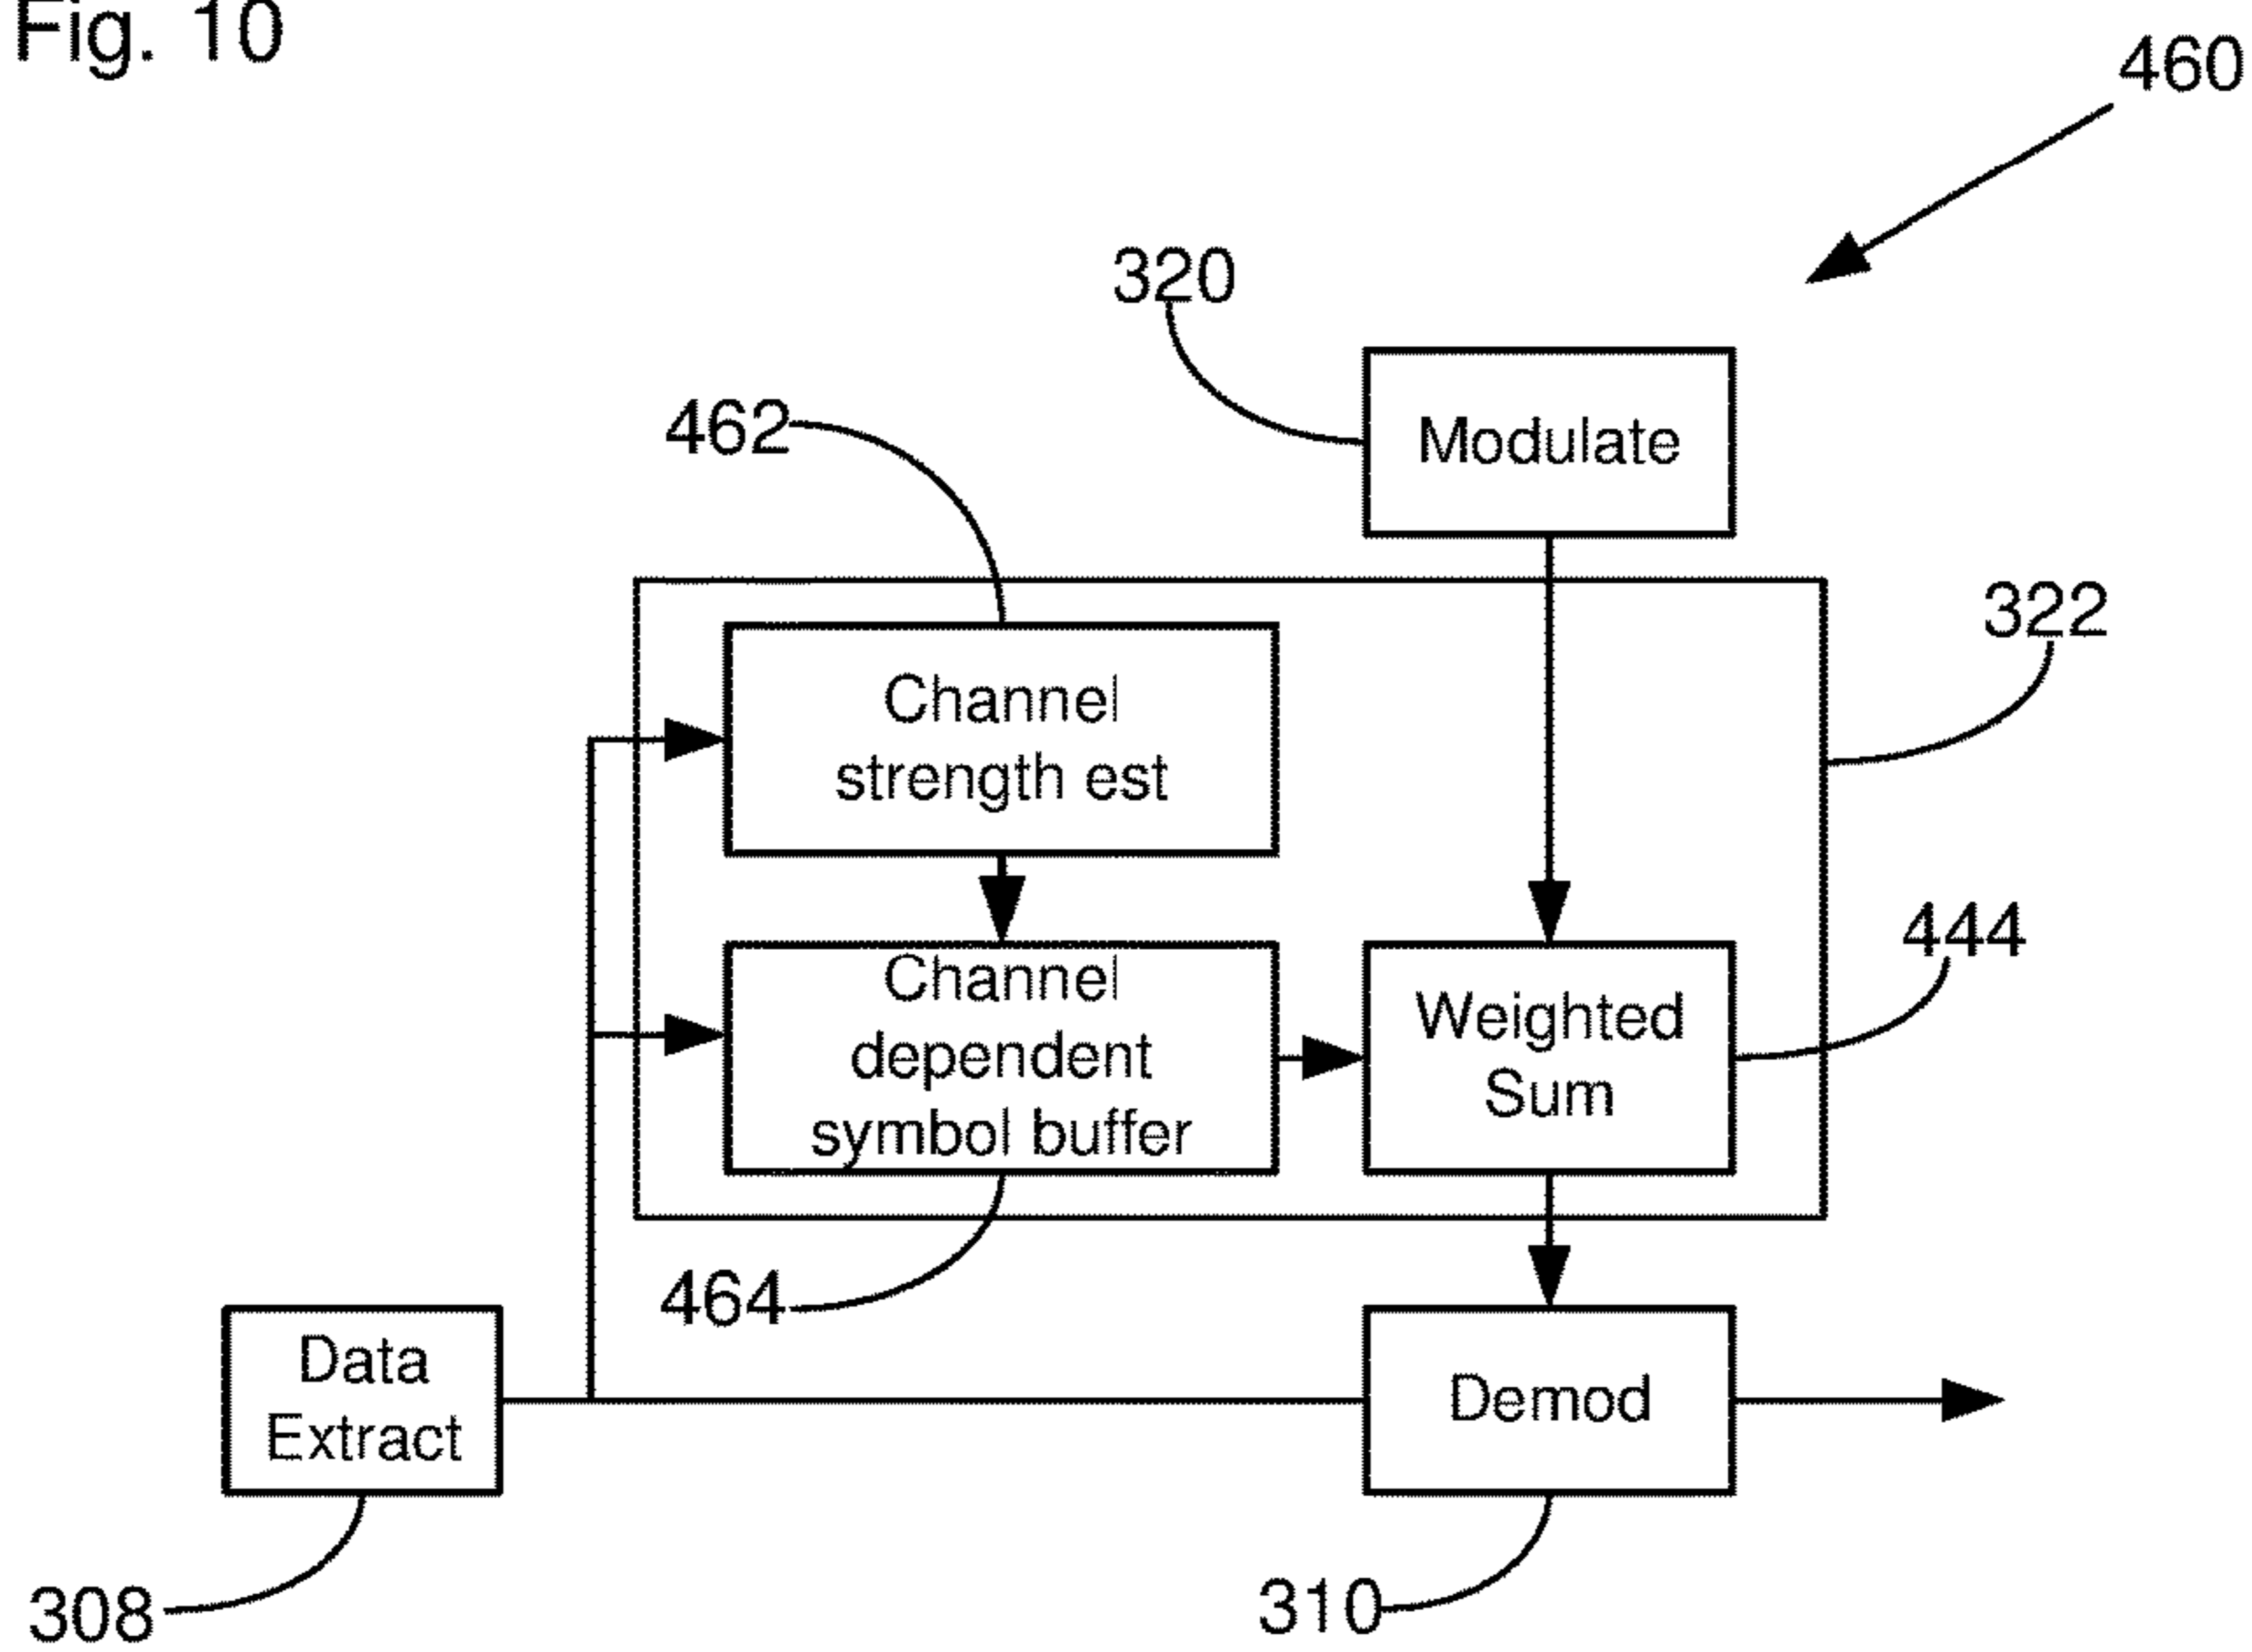 Fig. 10
460
320
Modulate
462
322
Channel
strength est
444
Channel
dependent
symbol buffer
Weighted
Sum
464
Data
Extract
Demod
308
310